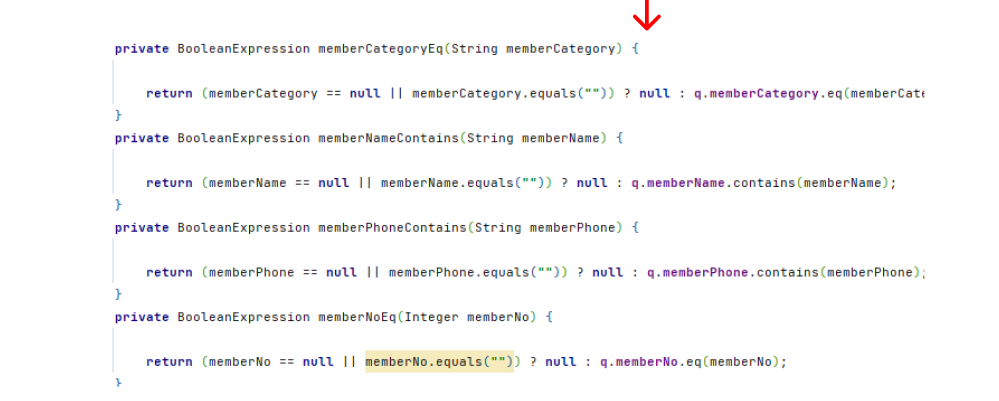 private BooleanExpression memberCategoryEq(String memberCategory) {
return (memberCategory == null || memberCategory.equals("")) ? null : q.memberCategory.eq(memberCate
}
private BooleanExpression memberNameContains(String memberName) {
return (memberName == null || memberName.equals("")) ? null : q.memberName.contains(memberName);
}
private BooleanExpression memberPhoneContains(String memberPhone) {
return (memberPhone == null || memberPhone.equals("")) ? null : q.memberPhone.contains(memberPhone);
}
private BooleanExpression memberNoEq(Integer memberNo) {
return (memberNo == null || memberNo.equals("")) ? null : q.memberNo.eq(memberNo);
}